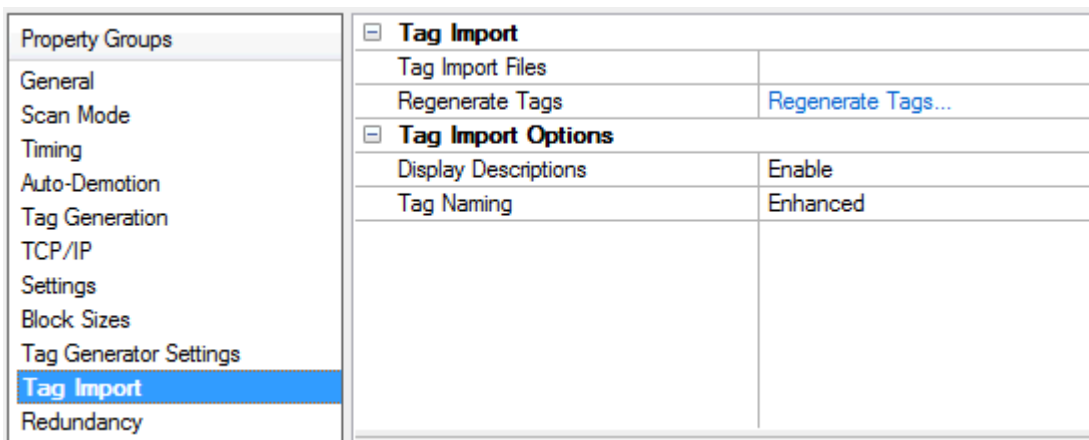 Property Groups
General
Scan Mode
Timing
Auto-Demotion
Tag Generation
TCP/IP
Settings
Block Sizes
Tag Generator Settings
Tag Import
Redundancy
Tag Import
Tag Import Files
Regenerate Tags Regenerate Tags...
Tag Import Options
Display Descriptions Enable
Tag Naming Enhanced